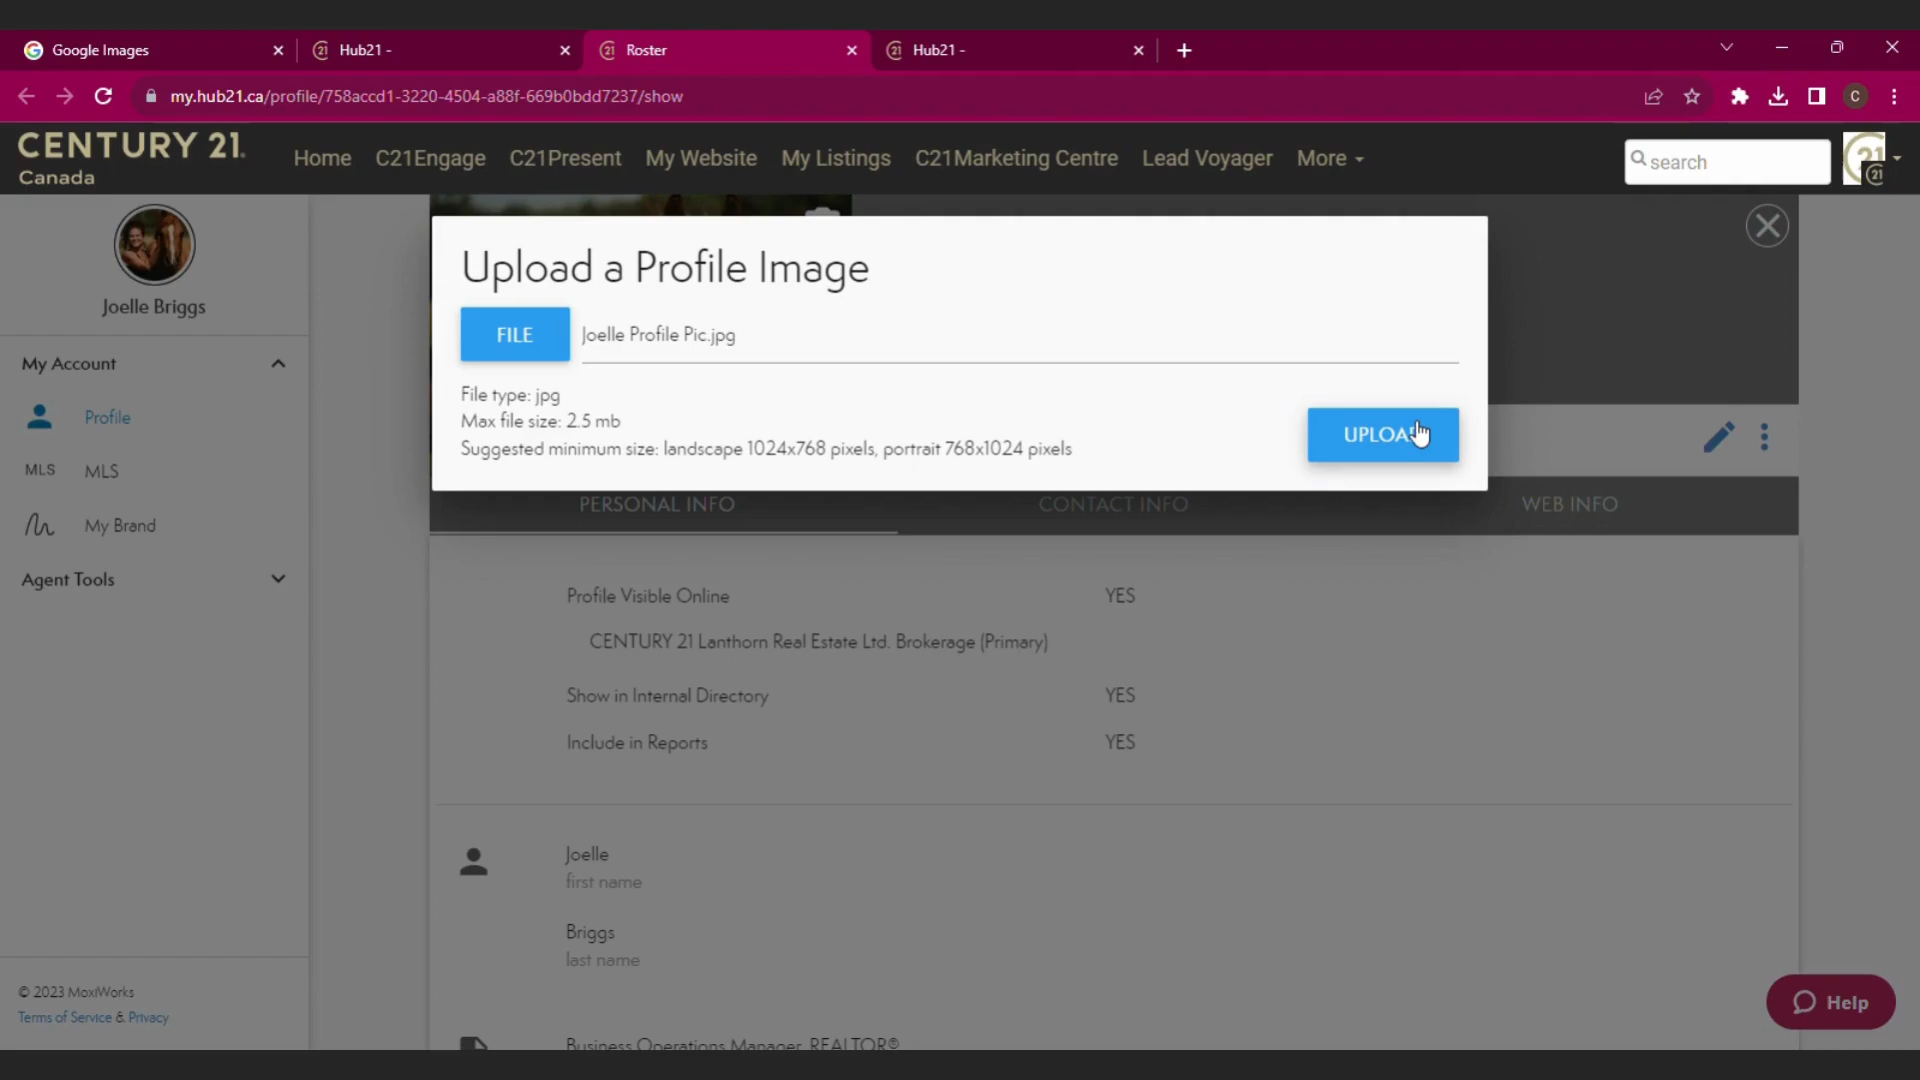 Google Images
Hub21 -
Roster
Hub21 -
my.hub21.ca/profile/758accd1-3220-4504-a88f-669b0bdd7237/show
C
CENTURY 21.
Canada
Home
C21Engage
C21Present
My Website
My Listings
C21Marketing Centre
Lead Voyager
More
search
Joelle Briggs
My Account
Profile
MLS MLS
My Brand
Agent Tools
© 2023 MoxiWorks
Terms of Service & Privacy
Upload a Profile Image
FILE
Joelle Profile Pic.jpg
File type: jpg
Max file size: 2.5 mb
Suggested minimum size: landscape 1024x768 pixels, portrait 768x1024 pixels
UPLOAD
PERSONAL INFO
CONTACT INFO
WEB INFO
Profile Visible Online YES
CENTURY 21 Lanthorn Real Estate Ltd. Brokerage (Primary)
Show in Internal Directory YES
Include in Reports YES
Joelle
first name
Briggs
last name
Business Operations Manager, REALTOR®
Help